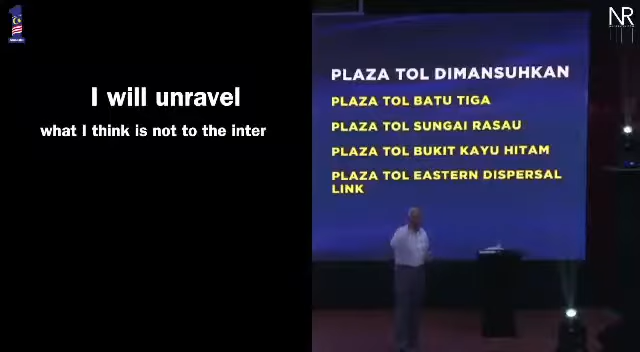 1
I will unravel
what I think is not to the inter
NR
PLAZA TOL DIMANSUHKAN
PLAZA TOL BATU TIGA
PLAZA TOL SUNGAI RASAU
PLAZA TOL BUKIT KAYU HITAM
PLAZA TOL EASTERN DISPERSAL
LINK